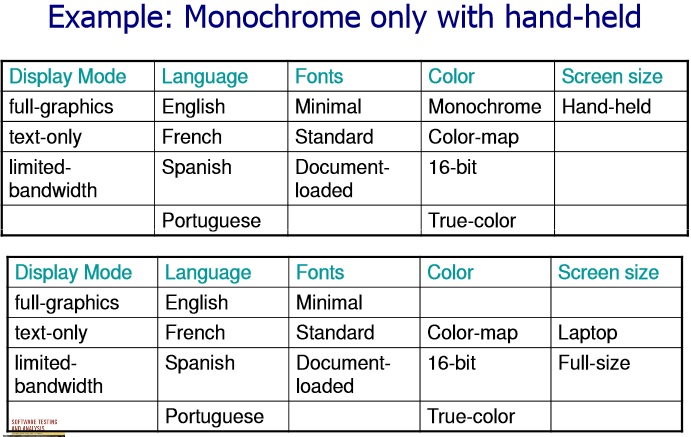 Example: Monochrome only with hand-held
Display Mode Language Fonts Color Screen size
full-graphics English Minimal Monochrome Hand-held
text-only French Standard Color-map
limited-bandwidth Spanish Document-loaded 16-bit
Portuguese True-color
Display Mode Language Fonts Color Screen size
full-graphics English Minimal
text-only French Standard Color-map Laptop
limited-bandwidth Spanish Document-loaded 16-bit Full-size
Portuguese True-color
SOFTWARE TESTING
AND ANALYSIS